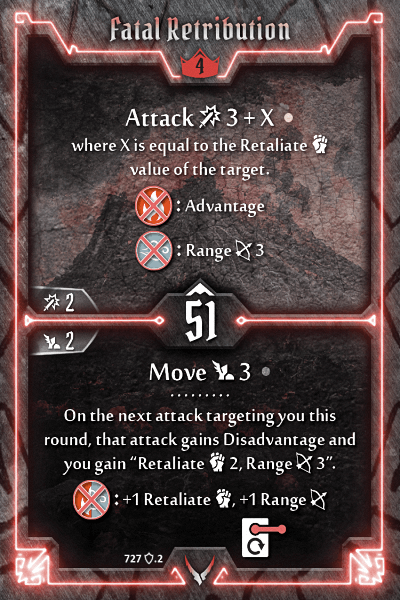 Fatal Retribution
4
Attack 3 + X
where X is equal to the Retaliate
value of the target.
: Advantage
: Range 3
2
51
2
Move 3
On the next attack targeting you this
round, that attack gains Disadvantage and
you gain “Retaliate 2, Range 3”.
: +1 Retaliate , +1 Range
727 .2